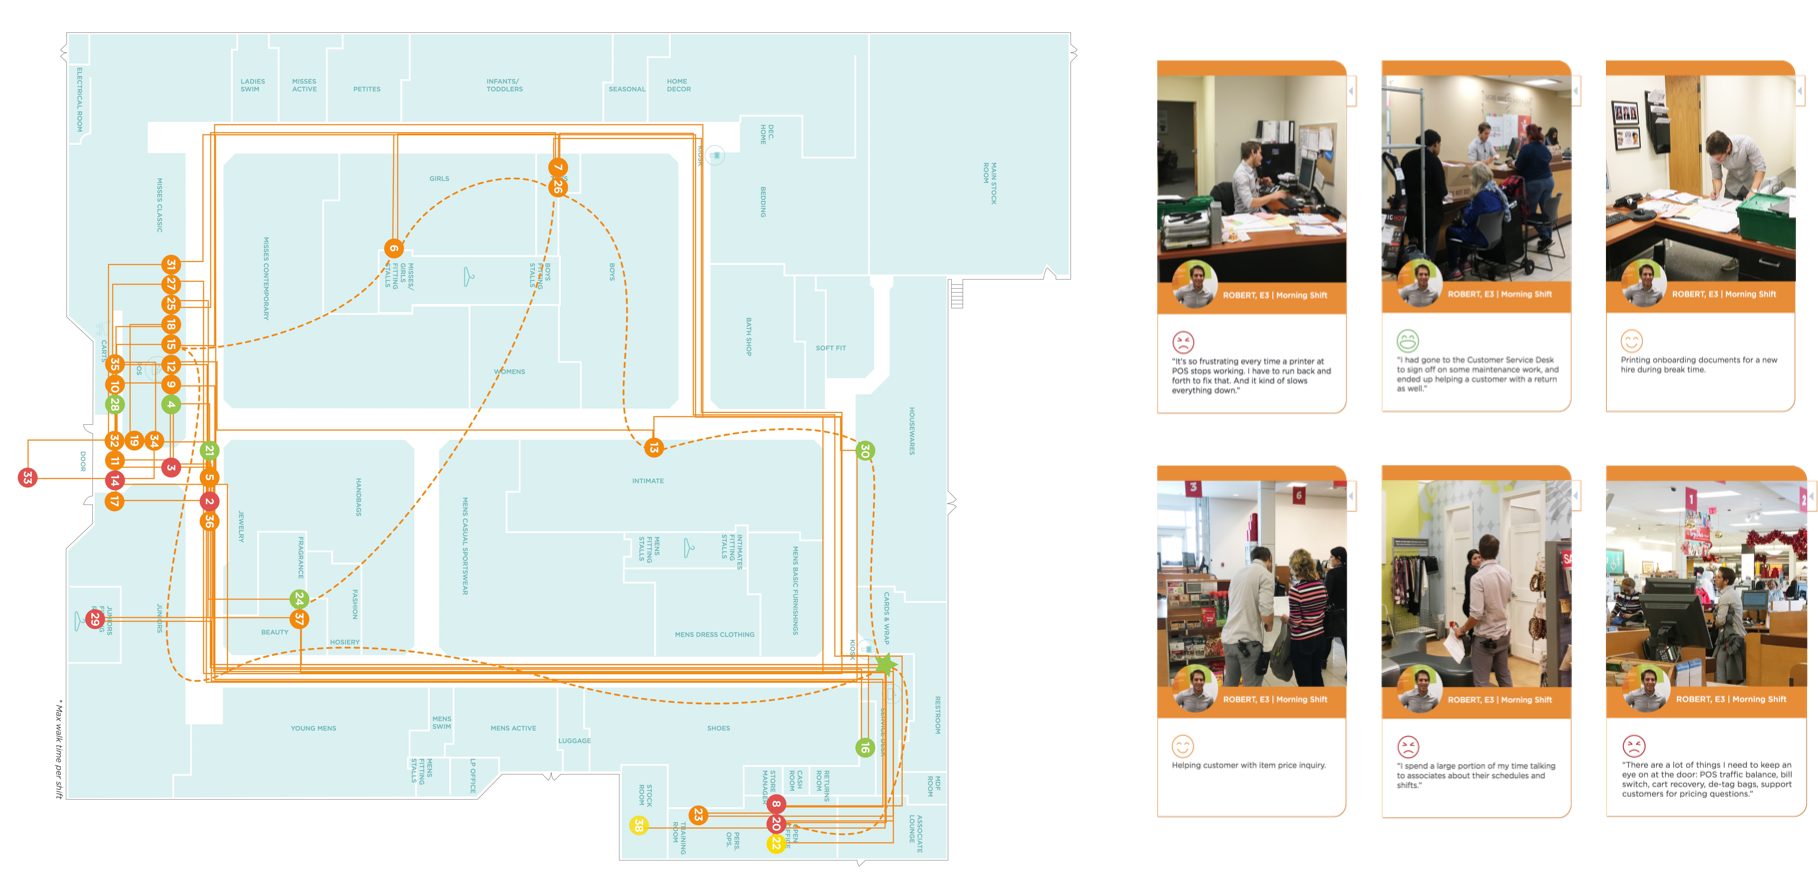 ELECTRICAL ROOM
LADIES
SWIM
MISSES
ACTIVE
PETITES
INFANTS/
TODDLERS
SEASONAL
HOME
DECOR
DEC.
HOME
MAIN STOCK
ROOM
MISSES CLASSIC
GIRLS
BEDDING
7
26
6
MISSES CONTEMPORARY
MISSES/
GIRLS
FITTING
STALLS
BOYS
FITTING
STALLS
BOYS
31
27
25
18
15
12
9
4
35
10
28
CARTS
WOMENS
BATH SHOP
SOFT FIT
HOUSEWARES
32
19
34
11
3
14
17
33
DOOR
21
5
2
36
13
30
INTIMATE
HANDBAGS
JEWELRY
MENS CASUAL SPORTSWEAR
FRAGRANCE
FASHION
MENS
FITTING
STALLS
INTIMATES
FITTING
STALLS
MENS BASIC FURNISHINGS
24
37
29
JUNIORS
BEAUTY
HOSIERY
MENS DRESS CLOTHING
CARDS & WRAP
KIOSK
RESTROOM
YOUNG MENS
MENS
SWIM
MENS ACTIVE
LUGGAGE
SHOES
16
MENS
FITTING
STALLS
LP OFFICE
STOCK
ROOM
STORE
MANAGER
CASH
ROOM
RETURNS
ROOM
MDF
ROOM
8
23
20
22
38
TRAINING
ROOM
PERS.
OPS.
ASSOCIATE
LOUNGE
* Max walk time per shift
ROBERT, E3 | Morning Shift
"It's so frustrating every time a printer at
POS stops working. I have to run back and
forth to fix that. And it kind of slows
everything down."
ROBERT, E3 | Morning Shift
"I had gone to the Customer Service Desk
to sign off on some maintenance work, and
ended up helping a customer with a return
as well."
ROBERT, E3 | Morning Shift
Printing onboarding documents for a new
hire during break time.
3
6
ROBERT, E3 | Morning Shift
Helping customer with item price inquiry.
ROBERT, E3 | Morning Shift
"I spend a large portion of my time talking
to associates about their schedules and
shifts."
1
2
ROBERT, E3 | Morning Shift
"There are a lot of things I need to keep an
eye on at the door: POS traffic balance, bill
switch, cart recovery, de-tag bags, support
customers for pricing questions."